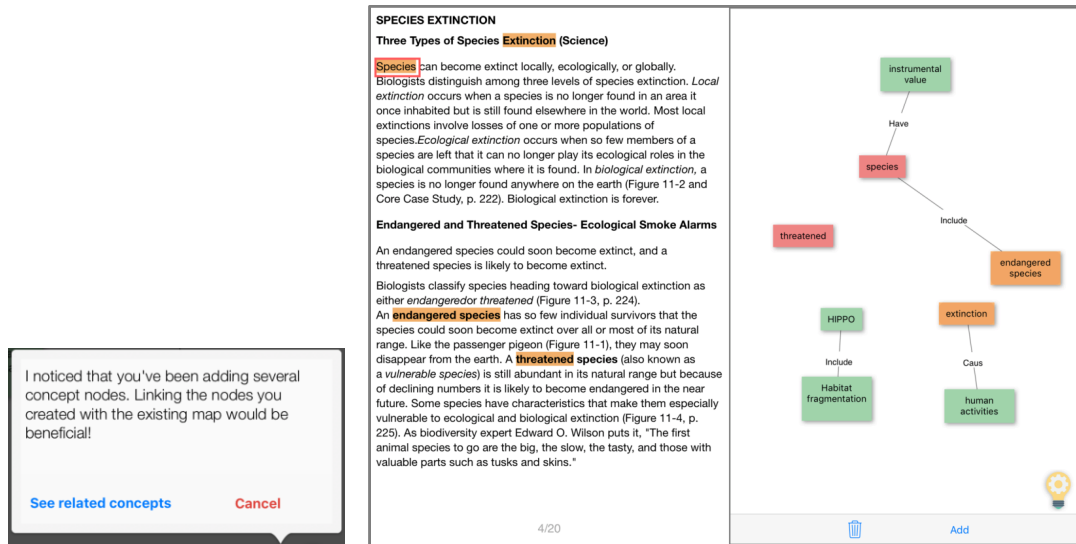 I noticed that you've been adding several
concept nodes. Linking the nodes you
created with the existing map would be
beneficial!
See related concepts
Cancel
SPECIES EXTINCTION
Three Types of Species Extinction (Science)
Species can become extinct locally, ecologically, or globally.
Biologists distinguish among three levels of species extinction. Local
extinction occurs when a species is no longer found in an area it
once inhabited but is still found elsewhere in the world. Most local
extinctions involve losses of one or more populations of
species.Ecological extinction occurs when so few members of a
species are left that it can no longer play its ecological roles in the
biological communities where it is found. In biological extinction, a
species is no longer found anywhere on the earth (Figure 11-2 and
Core Case Study, p. 222). Biological extinction is forever.
Endangered and Threatened Species- Ecological Smoke Alarms
An endangered species could soon become extinct, and a
threatened species is likely to become extinct.
Biologists classify species heading toward biological extinction as
either endangeredor threatened (Figure 11-3, p. 224).
An endangered species has so few individual survivors that the
species could soon become extinct over all or most of its natural
range. Like the passenger pigeon (Figure 11-1), they may soon
disappear from the earth. A threatened species (also known as
a vulnerable species) is still abundant in its natural range but because
of declining numbers it is likely to become endangered in the near
future. Some species have characteristics that make them especially
vulnerable to ecological and biological extinction (Figure 11-4, p.
225). As biodiversity expert Edward O. Wilson puts it, "The first
animal species to go are the big, the slow, the tasty, and those with
valuable parts such as tusks and skins."
4/20
instrumental
value
Have
species
Include
threatened
endangered
species
HIPPO
extinction
Include
Caus
Habitat
fragmentation
human
activities
Add